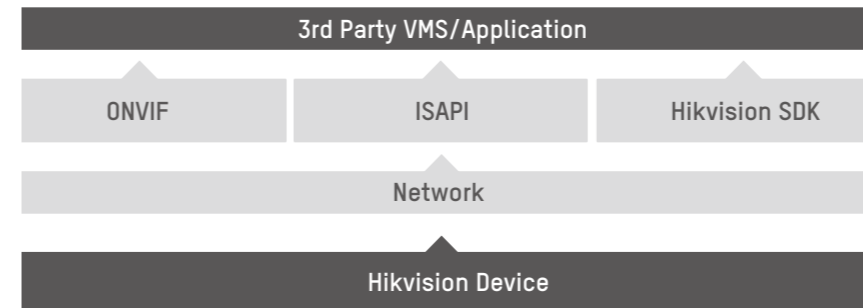 3rd Party VMS/Application
ONVIF
ISAPI
Hikvision SDK
Network
Hikvision Device